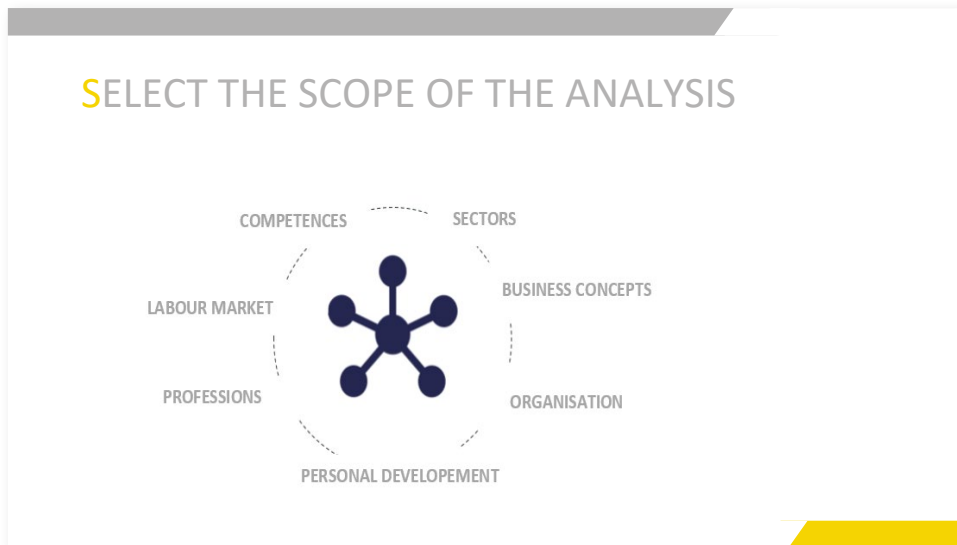 SELECT THE SCOPE OF THE ANALYSIS
COMPETENCES
SECTORS
LABOUR MARKET
BUSINESS CONCEPTS
PROFESSIONS
ORGANISATION
PERSONAL DEVELOPEMENT